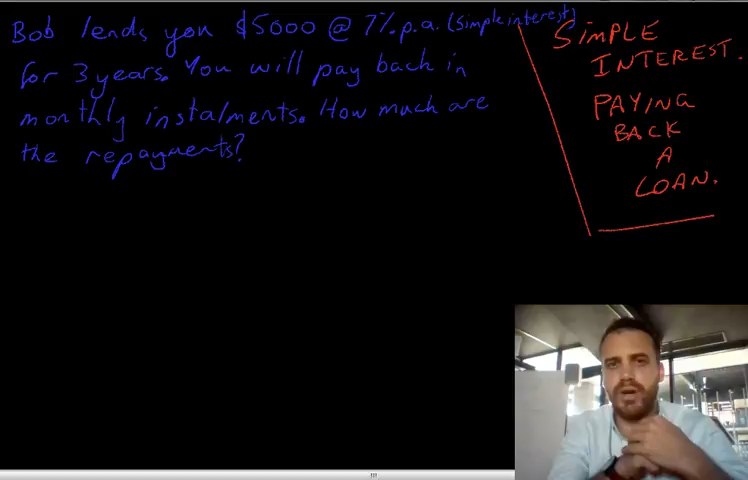 Bob lends you $5000 @ 7% p.a. (simple interest)
for 3 years. You will pay back in
monthly instalments. How much are
the repayments?
SIMPLE
INTEREST.
PAYING
BACK
A
LOAN.